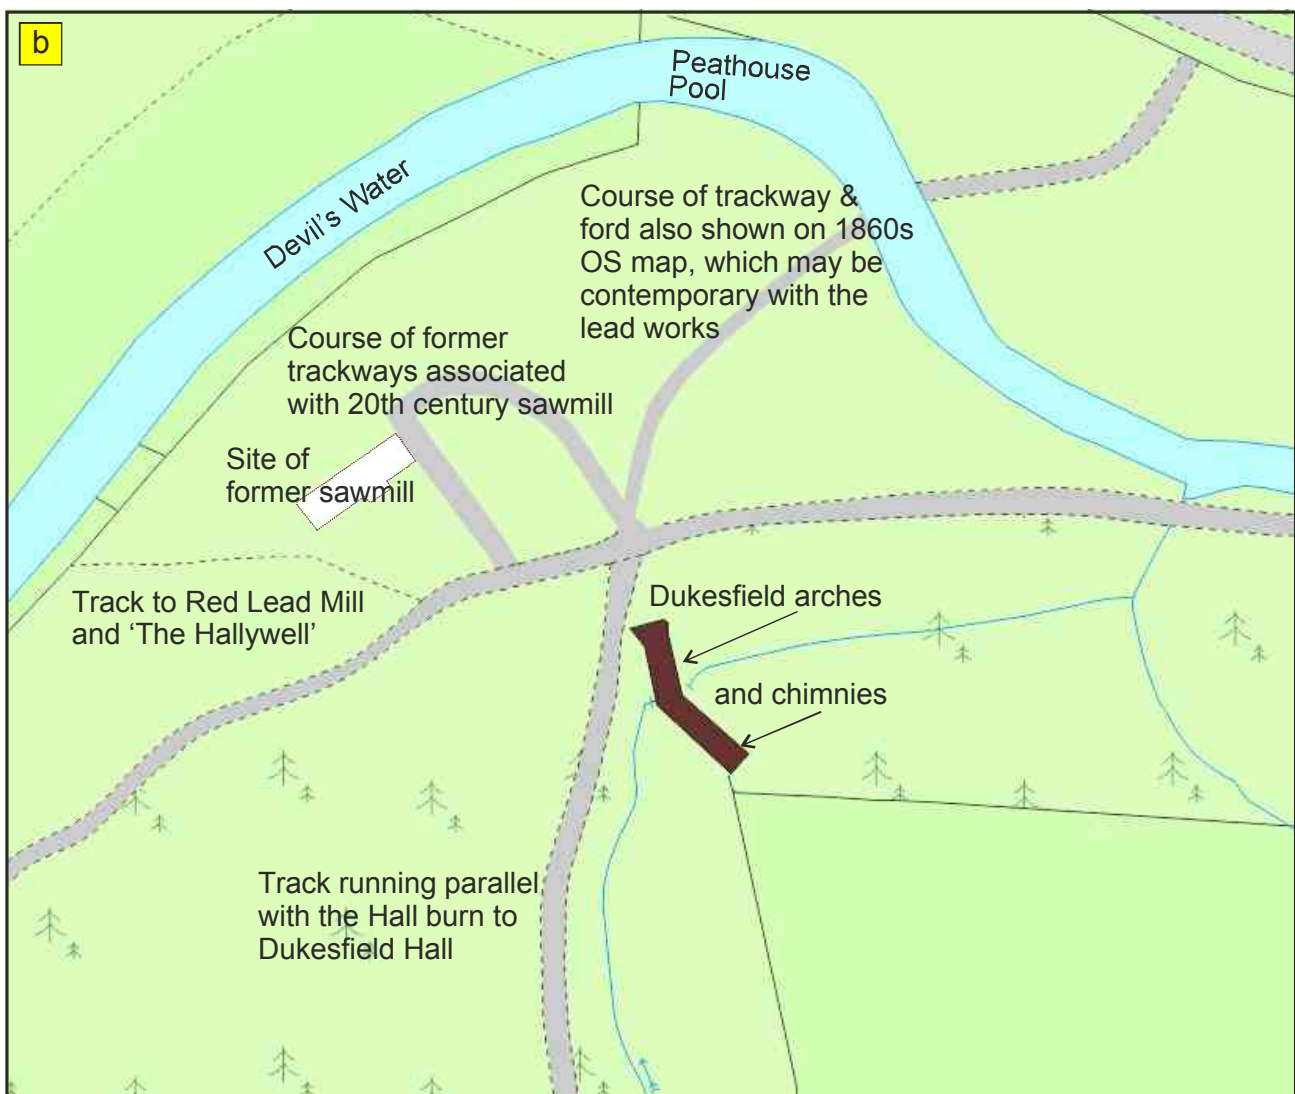 b
Peathouse
Pool
Devil's Water
Course of trackway &
ford also shown on 1860s
OS map, which may be
contemporary with the
lead works
Course of former
trackways associated
with 20th century sawmill
Site of
former sawmill
Track to Red Lead Mill
and ‘The Hallywell’
Dukesfield arches
and chimnies
Track running parallel
with the Hall burn to
Dukesfield Hall